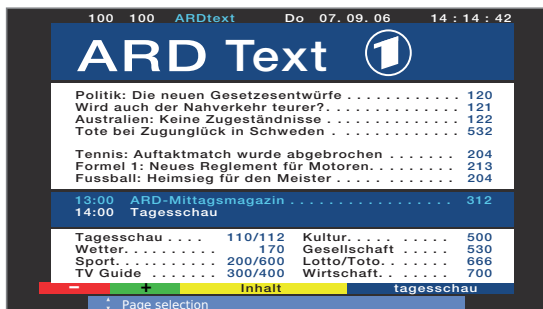 100 100 ARDtext Do 07. 09. 06 14 : 14 : 42
ARD Text 1
Politik: Die neuen Gesetzesentwürfe . . . . . . . . . . . . 120
Wird auch der Nahverkehr teurer?. . . . . . . . . . . . . . 121
Australien: Keine Zugeständnisse . . . . . . . . . . . . . 122
Tote bei Zugunglück in Schweden . . . . . . . . . . . . . 532
Tennis: Auftaktmatch wurde abgebrochen . . . . . . . 204
Formel 1: Neues Reglement für Motoren. . . . . . . . . 213
Fussball: Heimsieg für den Meister . . . . . . . . . . . . 204
13:00 ARD-Mittagsmagazin . . . . . . . . . . . . . . . . . 312
14:00 Tagesschau
Tagesschau . . . . 110/112 Kultur. . . . . . . . . . 500
Wetter. . . . . . . . . . 170 Gesellschaft . . . . . 530
Sport. . . . . . . . . . 200/600 Lotto/Toto. . . . . . 666
TV Guide . . . . . . . 300/400 Wirtschaft. . . . . . . 700
– + Inhalt tagesschau
Page selection